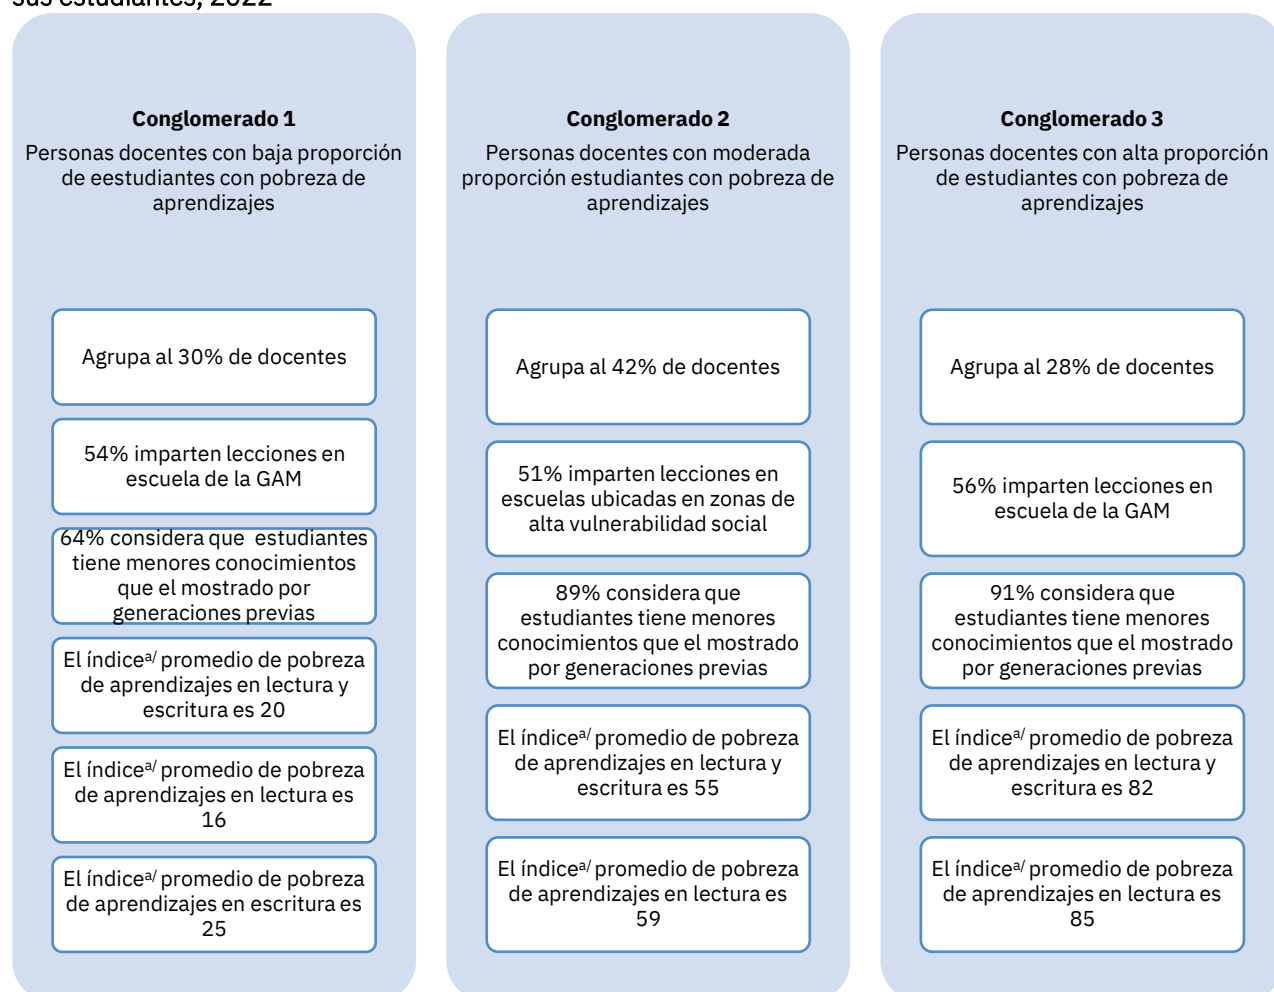 sus estudiantes, 2022
Conglomerado 1
Personas docentes con baja proporción
de eestudiantes con pobreza de
aprendizajes
Agrupa al 30% de docentes
54% imparten lecciones en
escuela de la GAM
64% considera que estudiantes
tiene menores conocimientos
que el mostrado por
generaciones previas
El índiceᵃ/ promedio de pobreza
de aprendizajes en lectura y
escritura es 20
El índiceᵃ/ promedio de pobreza
de aprendizajes en lectura es
16
El índiceᵃ/ promedio de pobreza
de aprendizajes en escritura es
25
Conglomerado 2
Personas docentes con moderada
proporción estudiantes con pobreza de
aprendizajes
Agrupa al 42% de docentes
51% imparten lecciones en
escuelas ubicadas en zonas de
alta vulnerabilidad social
89% considera que
estudiantes tiene menores
conocimientos que el mostrado
por generaciones previas
El índiceᵃ/ promedio de pobreza
de aprendizajes en lectura y
escritura es 55
El índiceᵃ/ promedio de pobreza
de aprendizajes en lectura es
59
Conglomerado 3
Personas docentes con alta proporción
de estudiantes con pobreza de
aprendizajes
Agrupa al 28% de docentes
56% imparten lecciones en
escuela de la GAM
91% considera que
estudiantes tiene menores
conocimientos que el mostrado
por generaciones previas
El índiceᵃ/ promedio de pobreza
de aprendizajes en lectura y
escritura es 82
El índiceᵃ/ promedio de pobreza
de aprendizajes en lectura es
85